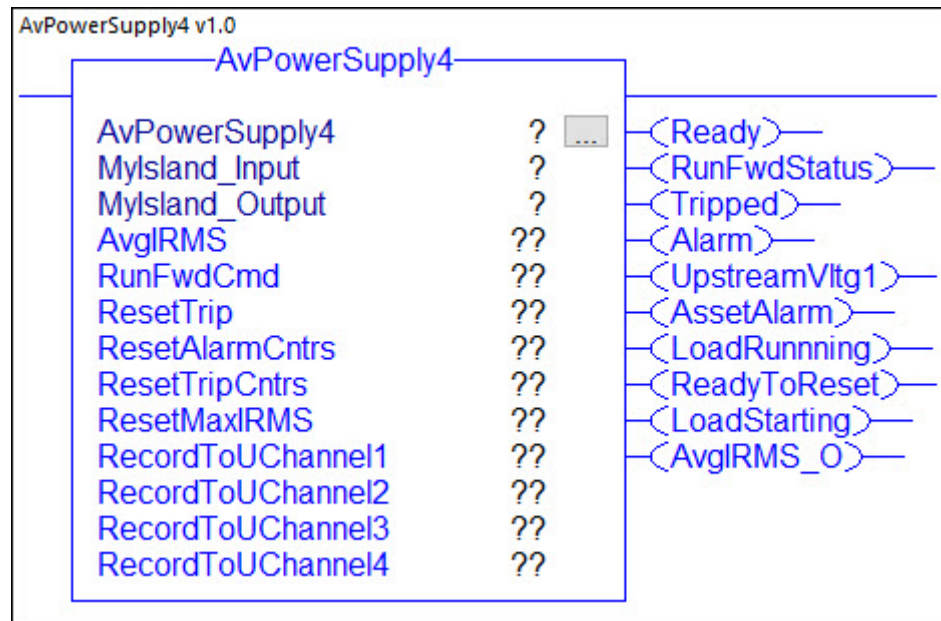 AvPowerSupply4 v1.0
AvPowerSupply4
AvPowerSupply4 ? ... Ready
MyIsland_Input ? RunFwdStatus
MyIsland_Output ? Tripped
AvgIRMS ?? Alarm
RunFwdCmd ?? UpstreamVltg1
ResetTrip ?? AssetAlarm
ResetAlarmCntrs ?? LoadRunnning
ResetTripCntrs ?? ReadyToReset
ResetMaxIRMS ?? LoadStarting
RecordToUChannel1 ?? AvgIRMS_O
RecordToUChannel2 ??
RecordToUChannel3 ??
RecordToUChannel4 ??